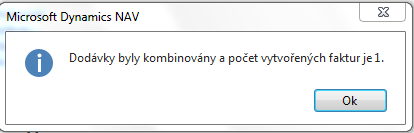 Microsoft Dynamics NAV
Dodávky byly kombinovány a počet vytvořených faktur je 1.
Ok